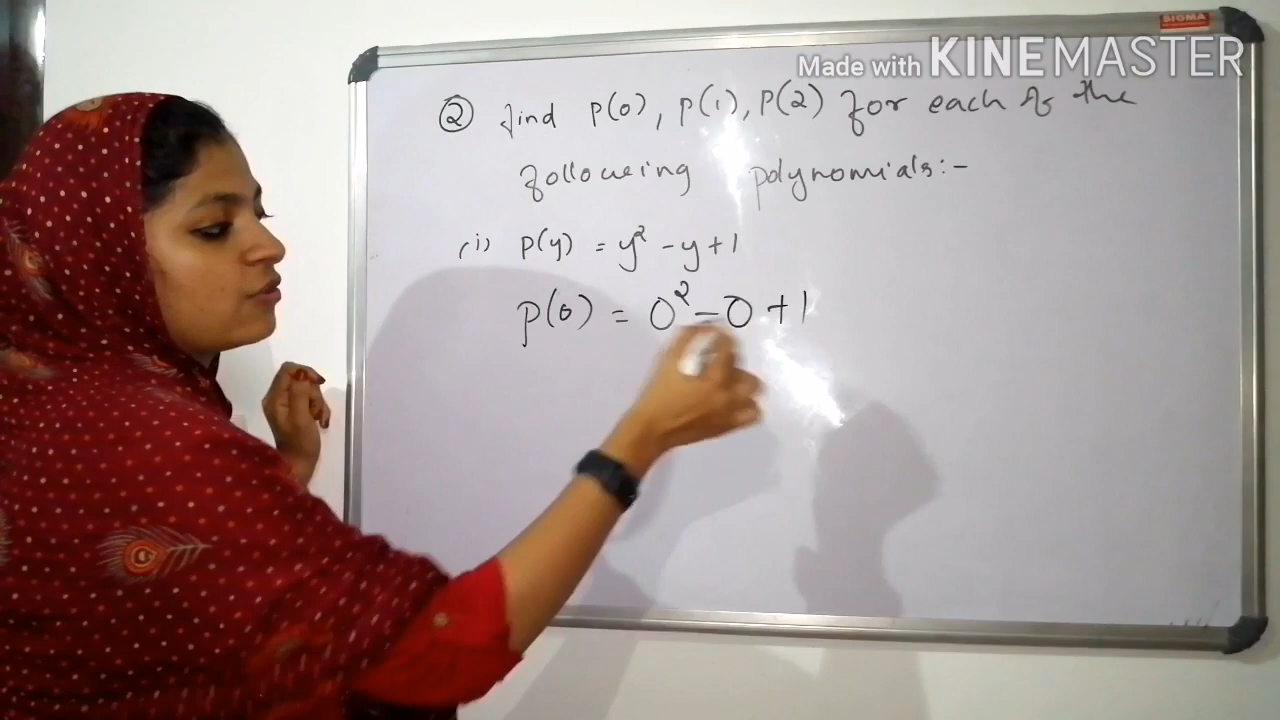 SIGMA
Made with KINEMASTER
② find P(0), P(1), P(2) for each of the
following polynomials:-
(i) P(y) = y² - y + 1
P(0) = 0² - 0 + 1